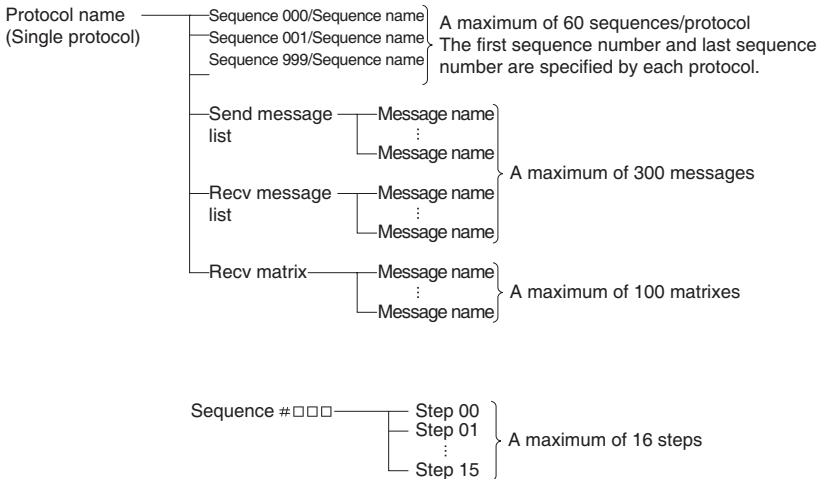 Protocol name
(Single protocol)
Sequence 000/Sequence name
Sequence 001/Sequence name
Sequence 999/Sequence name
A maximum of 60 sequences/protocol
The first sequence number and last sequence
number are specified by each protocol.
Send message
list
Message name
⋮
Message name
Recv message
list
Message name
⋮
Message name
A maximum of 300 messages
Recv matrix
Message name
⋮
Message name
A maximum of 100 matrixes
Sequence #□□□
Step 00
Step 01
⋮
Step 15
A maximum of 16 steps